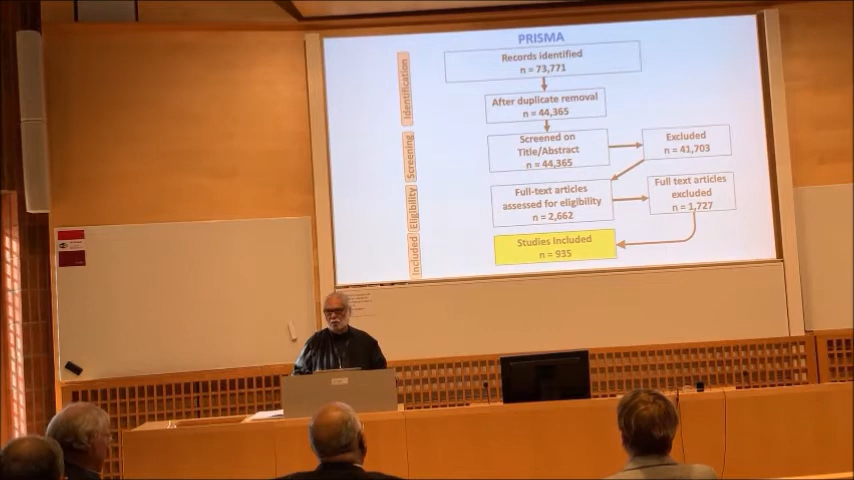 PRISMA
Identification
Records identified
n = 73,771
After duplicate removal
n = 44,365
Screening
Screened on
Title/Abstract
n = 44,365
Excluded
n = 41,703
Eligibility
Full-text articles
assessed for eligibility
n = 2,662
Full text articles
excluded
n = 1,727
Included
Studies Included
n = 935